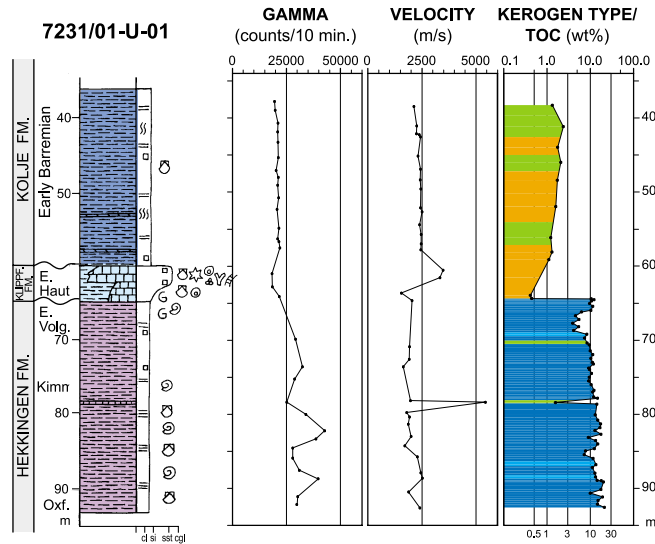 7231/01-U-01
GAMMA
(counts/10 min.)
VELOCITY
(m/s)
KEROGEN TYPE/
TOC (wt%)
0 25000 50000
0 2500 5000
0.1 1.0 10.0 100.0
KOLJE FM.
Early Barremian
40
50
KLIPPF. FM.
E.
Haut
HEKKINGEN FM.
E.
Volg.
70
Kimm
80
90
Oxf.
m
cl si sst cgl
40
50
60
70
80
90
m
0.5 1 3 10 30